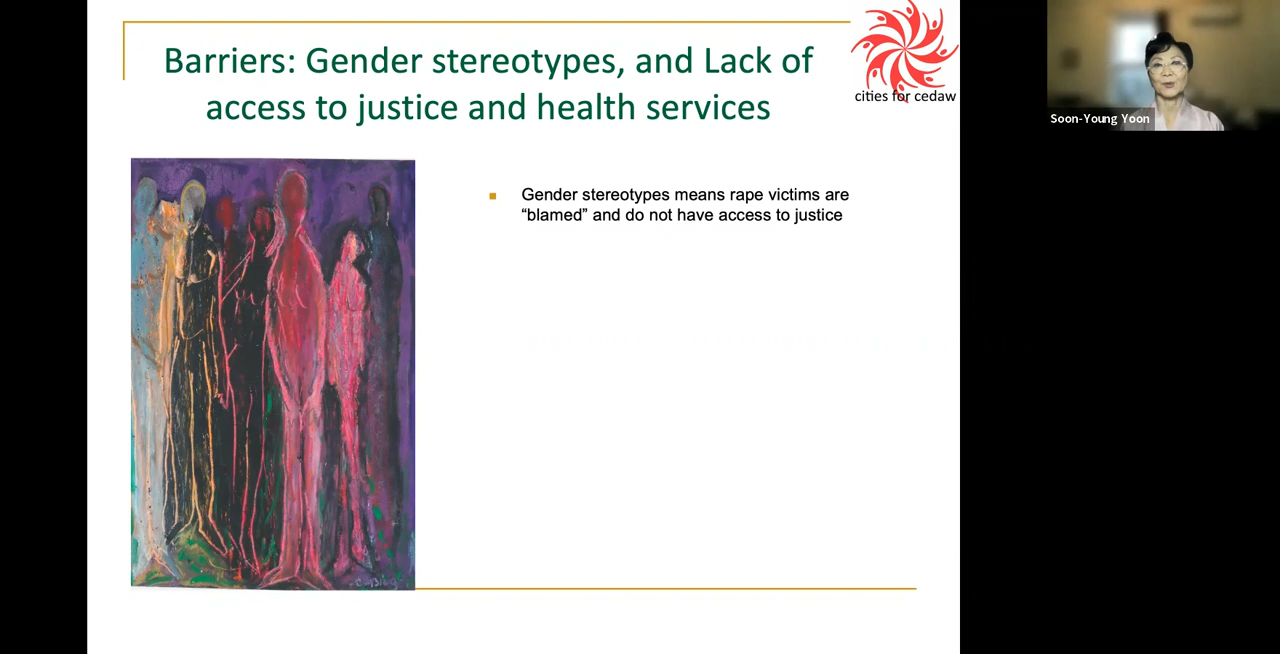 Barriers: Gender stereotypes, and Lack of
access to justice and health services
cities for cedaw
Soon-Young Yoon
Gender stereotypes means rape victims are
“blamed” and do not have access to justice